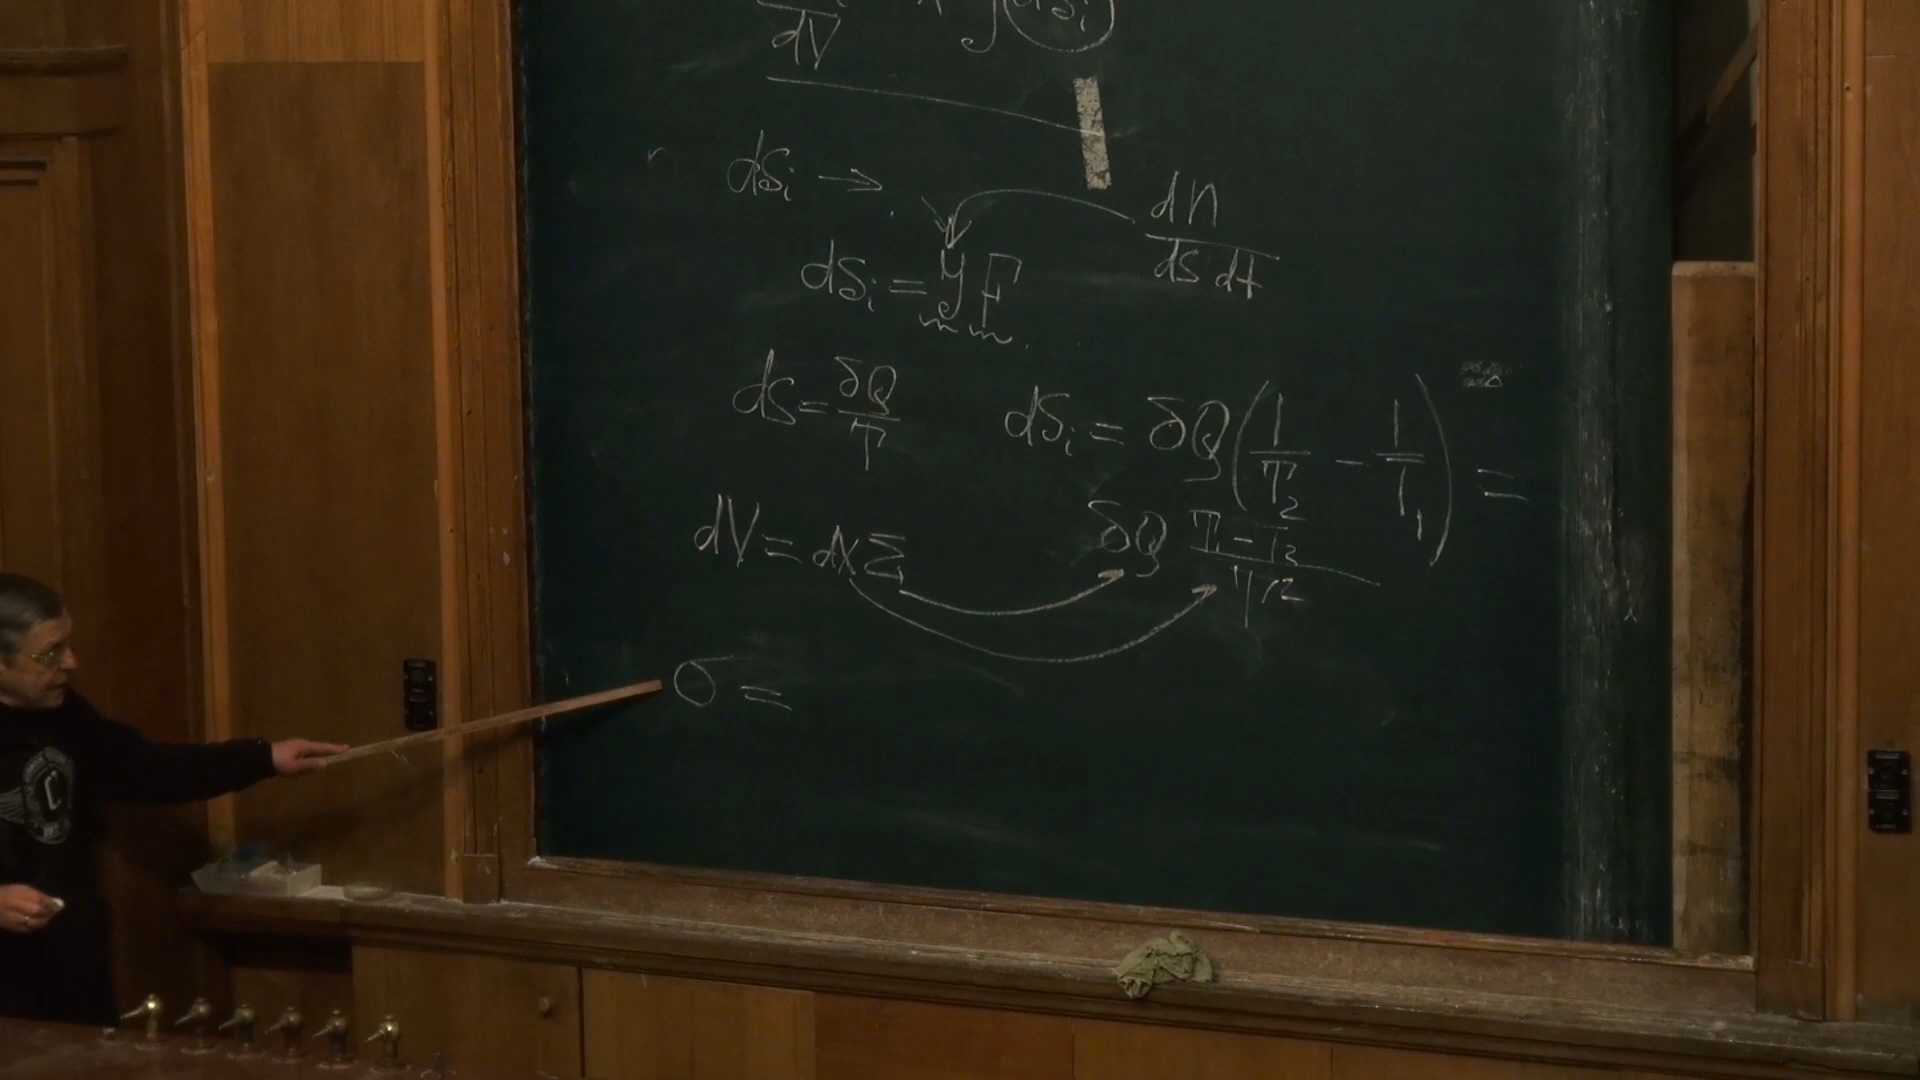 dV ∫ dSᵢ
dSᵢ →
dn
ds dt
dSᵢ = y F
dS = δQ/T dSᵢ = δQ(1/T₂ − 1/T₁) =
dV = dx Σ δQ (T₁ − T₂)/T₁T₂
σ =
C